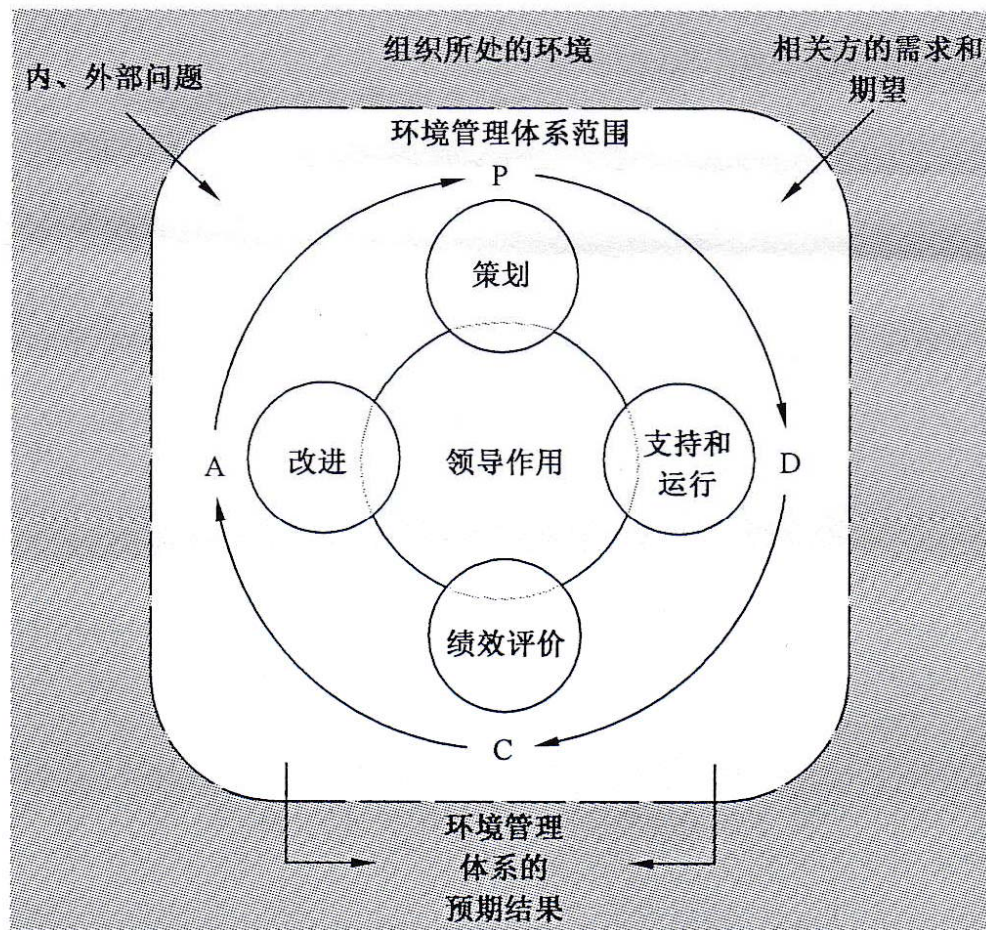 组织所处的环境
相关方的需求和
期望
内、外部问题
环境管理体系范围
P
策划
改进
领导作用
支持和
运行
A
D
绩效评价
C
环境管理
体系的
预期结果